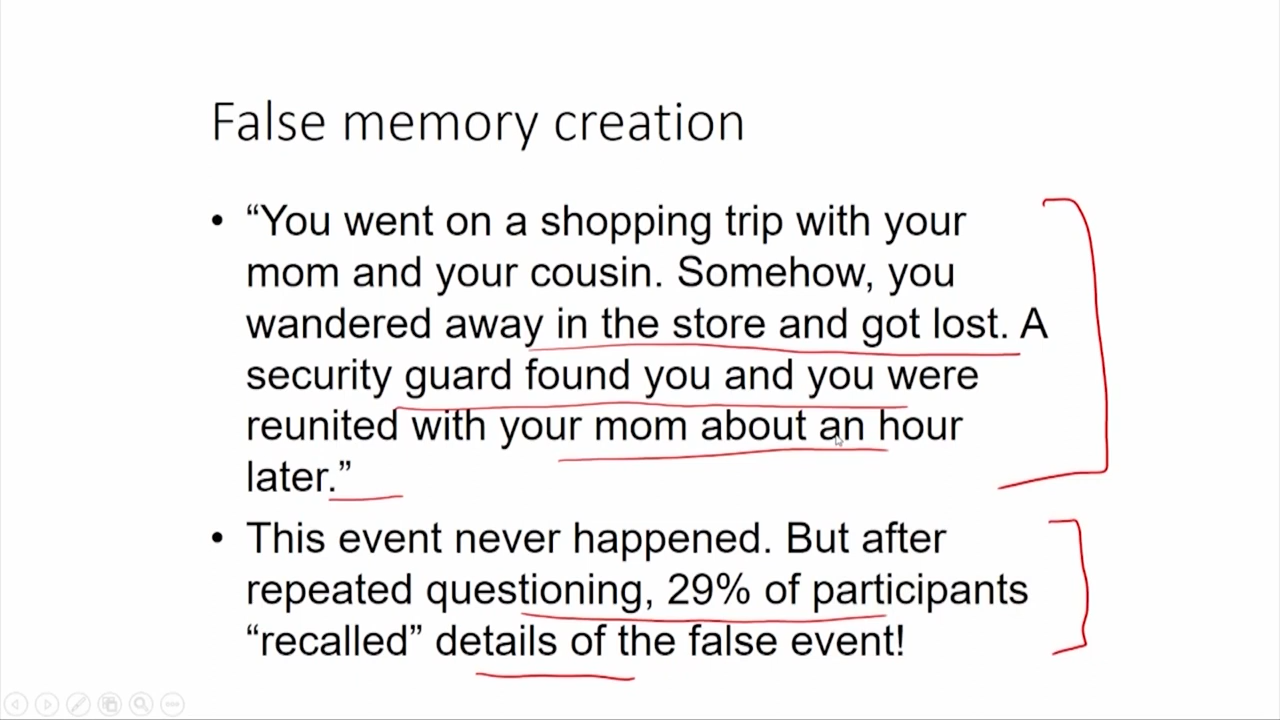 False memory creation
• “You went on a shopping trip with your
mom and your cousin. Somehow, you
wandered away in the store and got lost. A
security guard found you and you were
reunited with your mom about an hour
later.”
• This event never happened. But after
repeated questioning, 29% of participants
“recalled” details of the false event!